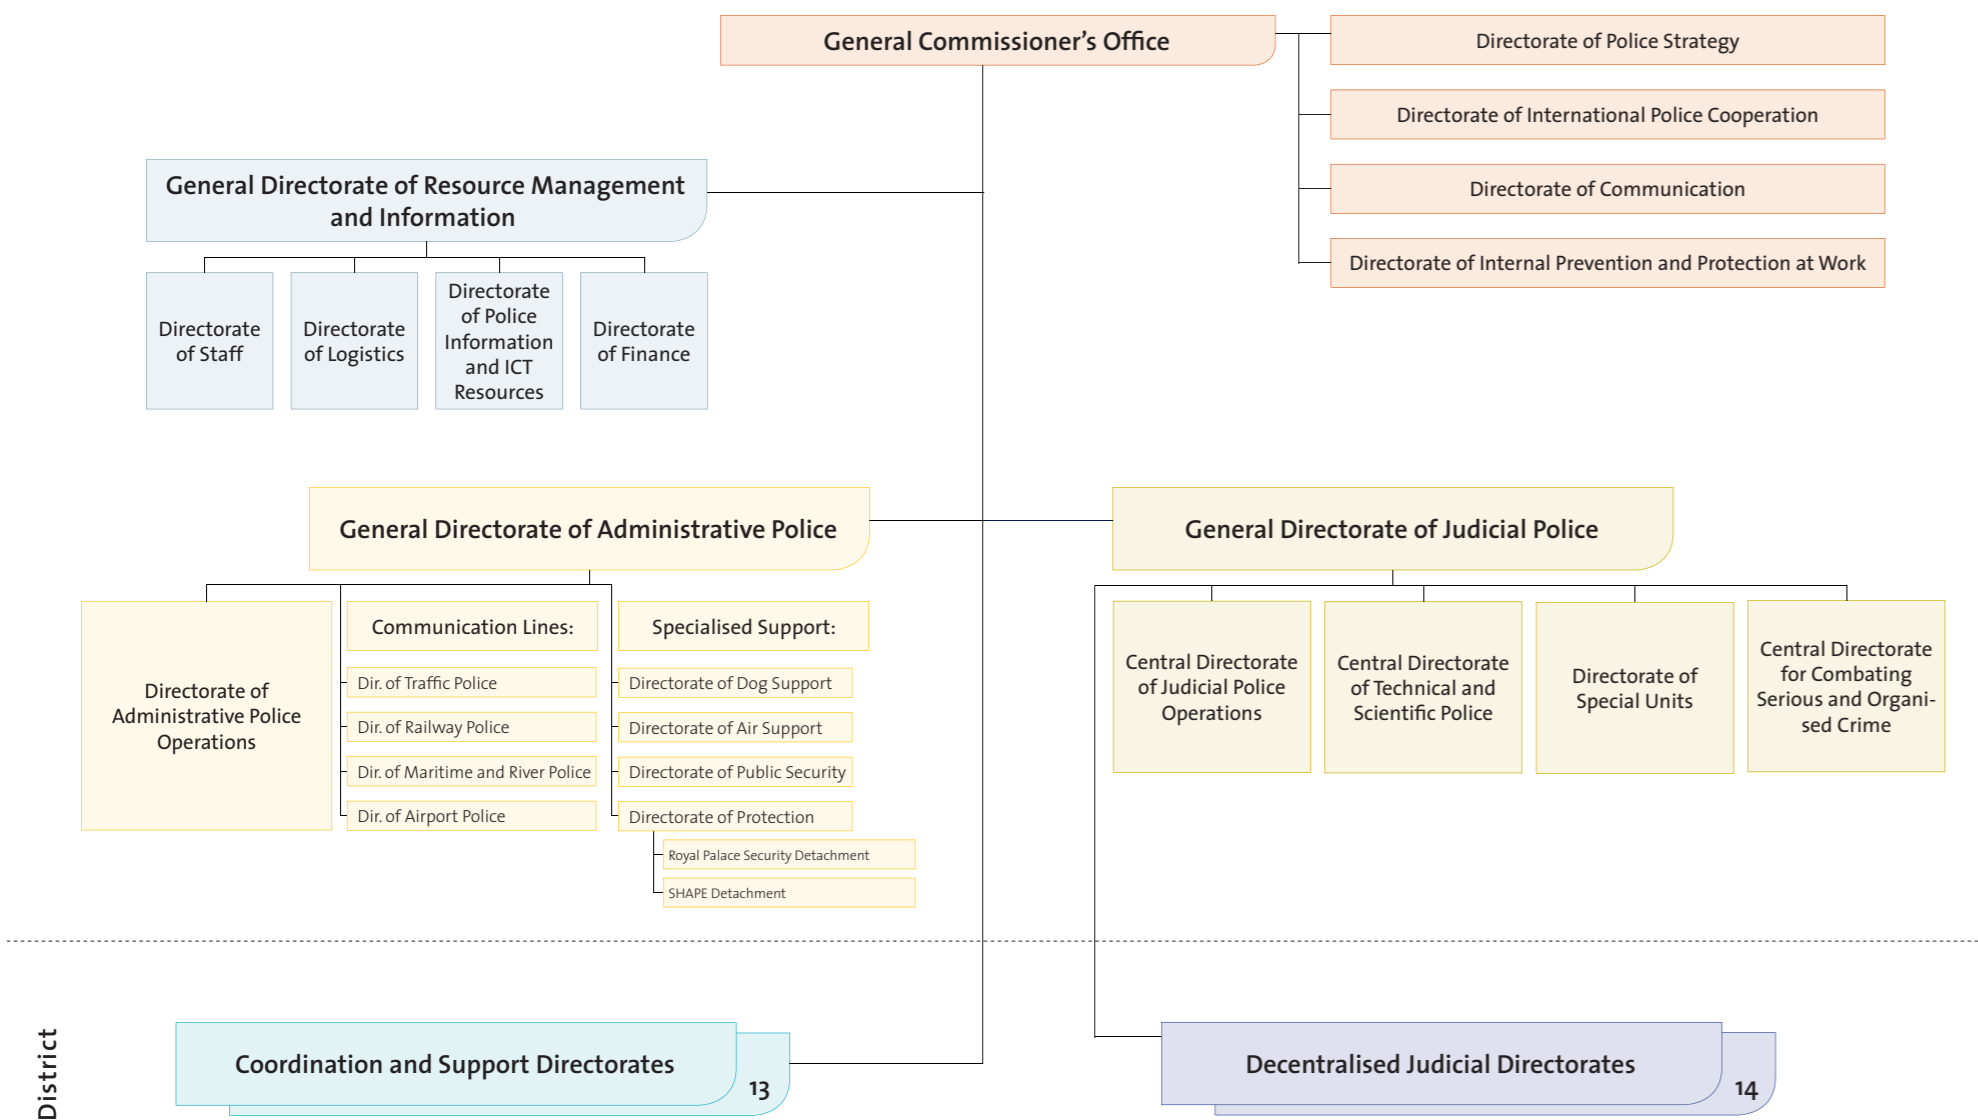 General Commissioner’s Office
Directorate of Police Strategy
Directorate of International Police Cooperation
Directorate of Communication
Directorate of Internal Prevention and Protection at Work
General Directorate of Resource Management
and Information
Directorate
of Staff
Directorate
of Logistics
Directorate
of Police
Information
and ICT
Resources
Directorate
of Finance
General Directorate of Administrative Police
Directorate of
Administrative Police
Operations
Communication Lines:
Dir. of Traffic Police
Dir. of Railway Police
Dir. of Maritime and River Police
Dir. of Airport Police
Specialised Support:
Directorate of Dog Support
Directorate of Air Support
Directorate of Public Security
Directorate of Protection
Royal Palace Security Detachment
SHAPE Detachment
General Directorate of Judicial Police
Central Directorate
of Judicial Police
Operations
Central Directorate
of Technical and
Scientific Police
Directorate of
Special Units
Central Directorate
for Combating
Serious and Organi-
sed Crime
District
Coordination and Support Directorates
13
Decentralised Judicial Directorates
14